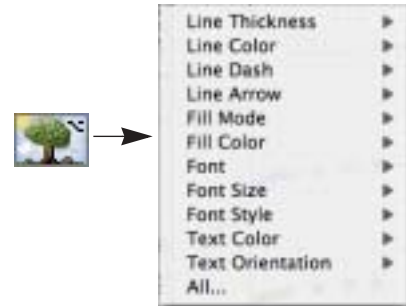 Line Thickness
Line Color
Line Dash
Line Arrow
Fill Mode
Fill Color
Font
Font Size
Font Style
Text Color
Text Orientation
All...